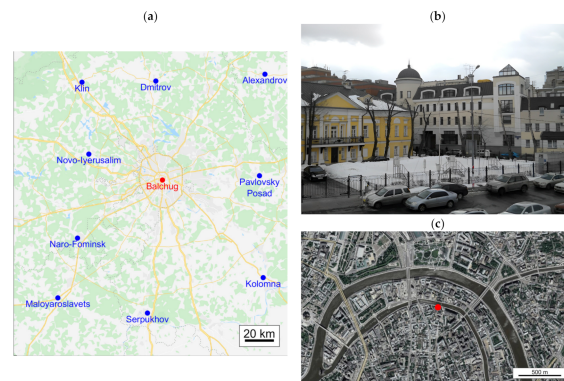 (a)
(b)
Klin
Dmitrov
Alexandrov
Novo-Iyerusalim
Balchug
Pavlovsky
Posad
Naro-Fominsk
Kolomna
Maloyaroslavets
Serpukhov
20 km
(c)
500 m